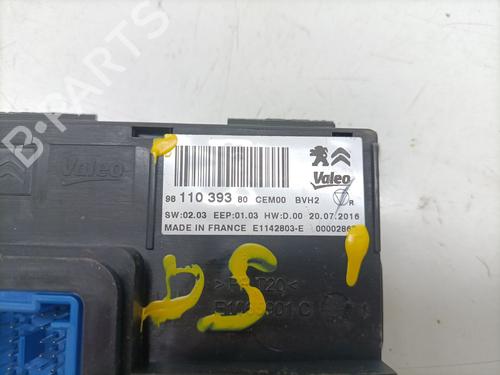 B-PARTS
Valeo
Valeo
98 110 393 80 CEM00 BVH2
R
SW:02.03 EEP:01.03 HW:D.00 20.07.2016
MADE IN FRANCE E1142803-E
DS